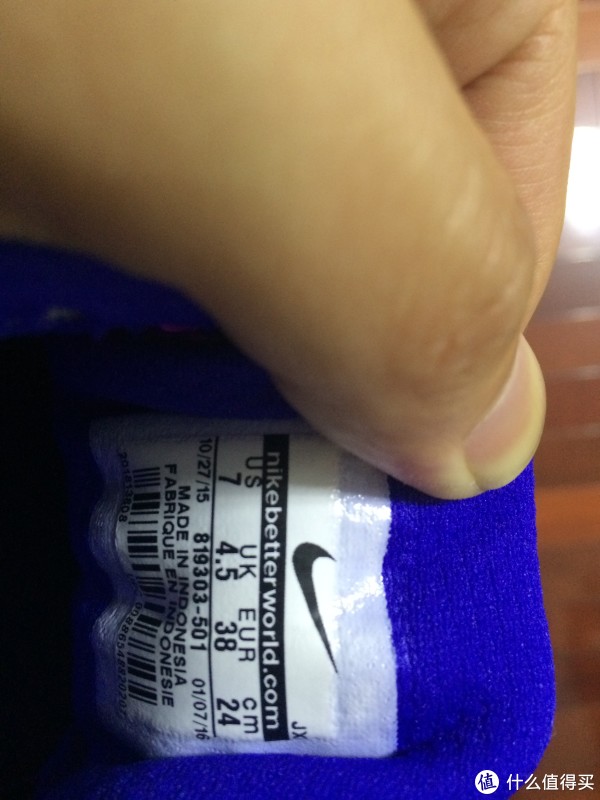 JX
nikebetterworld.com
US UK EUR cm
7 4.5 38 24
10/27/15 819303-501 01/07/16
MADE IN INDONESIA
FABRIQUE EN INDONESIE
值 什么值得买